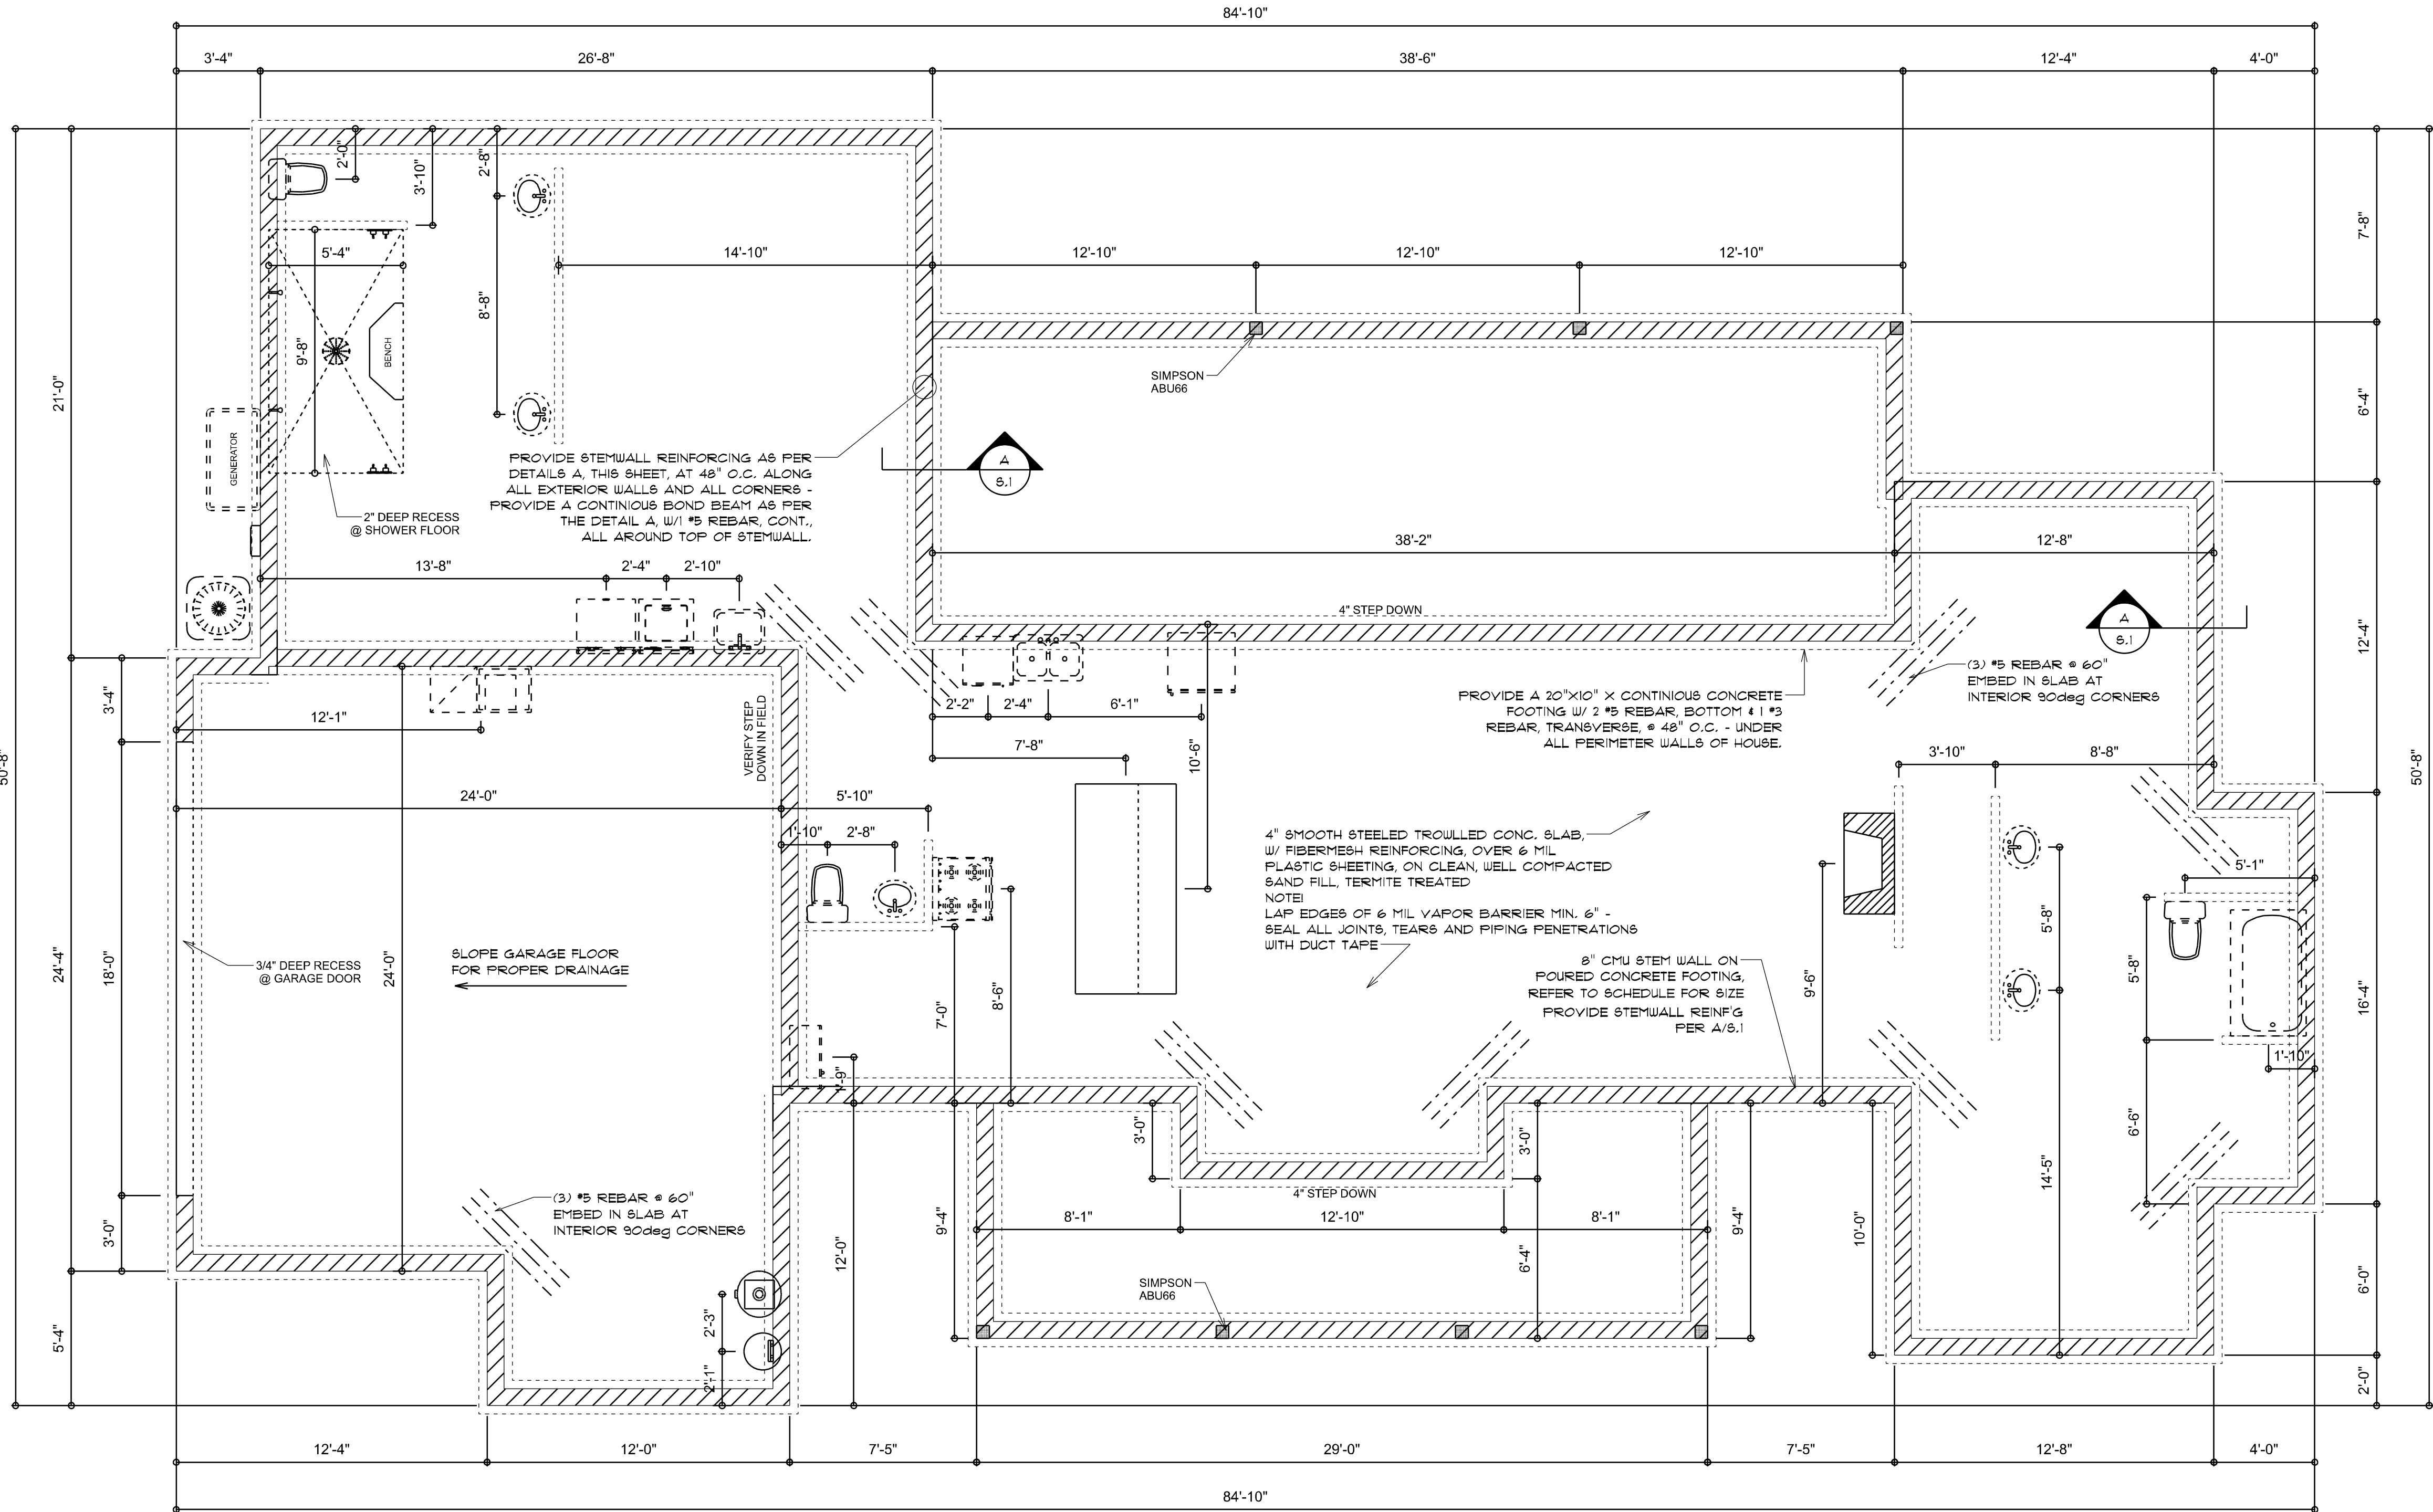 84'-10"
3'-4"
26'-8"
38'-6"
12'-4"
4'-0"
2'-0"
3'-10"
2'-8"
7'-8"
5'-4"
14'-10"
12'-10"
12'-10"
12'-10"
8'-8"
9'-8"
BENCH
21'-0"
SIMPSON
ABU66
6'-4"
GENERATOR
PROVIDE STEMWALL REINFORCING AS PER
DETAILS A, THIS SHEET, AT 48" O.C. ALONG
ALL EXTERIOR WALLS AND ALL CORNERS -
PROVIDE A CONTINIOUS BOND BEAM AS PER
THE DETAIL A, W/1 #5 REBAR, CONT.,
ALL AROUND TOP OF STEMWALL.
A
S.1
2" DEEP RECESS
@ SHOWER FLOOR
38'-2"
12'-8"
13'-8"
2'-4"
2'-10"
4" STEP DOWN
A
S.1
12'-4"
(3) #5 REBAR @ 60"
EMBED IN SLAB AT
INTERIOR 90deg CORNERS
3'-4"
12'-1"
VERIFY STEP
DOWN IN FIELD
2'-2"
2'-4"
6'-1"
PROVIDE A 20"X10" X CONTINIOUS CONCRETE
FOOTING W/ 2 #5 REBAR, BOTTOM & 1 #3
REBAR, TRANSVERSE, @ 48" O.C. - UNDER
ALL PERIMETER WALLS OF HOUSE.
7'-8"
10'-6"
3'-10"
8'-8"
50'-8"
50'-8"
24'-0"
5'-10"
1'-10"
2'-8"
4" SMOOTH STEELED TROWLLED CONC. SLAB,
W/ FIBERMESH REINFORCING, OVER 6 MIL
PLASTIC SHEETING, ON CLEAN, WELL COMPACTED
SAND FILL, TERMITE TREATED
NOTE!
LAP EDGES OF 6 MIL VAPOR BARRIER MIN. 6" -
SEAL ALL JOINTS, TEARS AND PIPING PENETRATIONS
WITH DUCT TAPE
5'-1"
5'-8"
24'-4"
18'-0"
3/4" DEEP RECESS
@ GARAGE DOOR
24'-0"
SLOPE GARAGE FLOOR
FOR PROPER DRAINAGE
8" CMU STEM WALL ON
POURED CONCRETE FOOTING,
REFER TO SCHEDULE FOR SIZE
PROVIDE STEMWALL REINF'G
PER A/S.1
9'-6"
5'-8"
16'-4"
7'-0"
8'-6"
1'-10"
1'-9"
3'-0"
3'-0"
6'-6"
14'-5"
4" STEP DOWN
(3) #5 REBAR @ 60"
EMBED IN SLAB AT
INTERIOR 90deg CORNERS
3'-0"
8'-1"
12'-10"
8'-1"
9'-4"
9'-4"
10'-0"
12'-0"
6'-4"
6'-0"
SIMPSON
ABU66
2'-3"
5'-4"
2'-1"
2'-0"
12'-4"
12'-0"
7'-5"
29'-0"
7'-5"
12'-8"
4'-0"
84'-10"